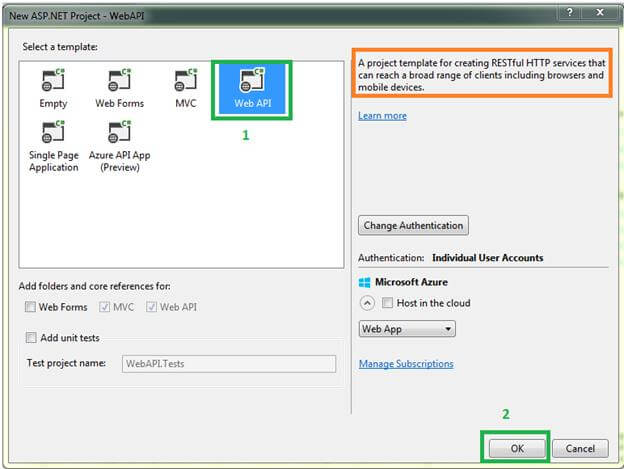 New ASP.NET Project - WebAPI
Select a template:
Empty
Web Forms
MVC
Web API
1
Single Page
Application
Azure API App
(Preview)
A project template for creating RESTful HTTP services that
can reach a broad range of clients including browsers and
mobile devices.
Learn more
Change Authentication
Authentication: Individual User Accounts
Microsoft Azure
Host in the cloud
Web App
Manage Subscriptions
Add folders and core references for:
Web Forms MVC Web API
Add unit tests
Test project name: WebAPI.Tests
2
OK Cancel